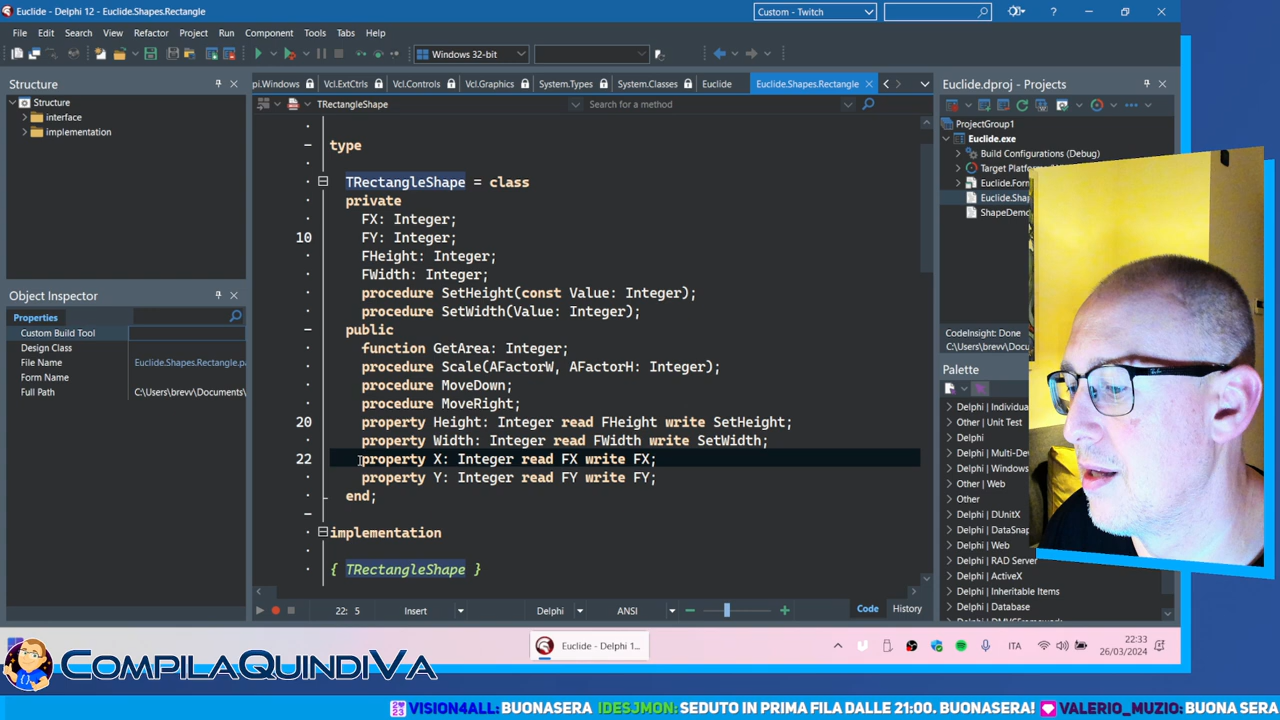 Euclide - Delphi 12 - Euclide.Shapes.Rectangle
Custom - Twitch
?
File Edit Search View Refactor Project Run Component Tools Tabs Help
Windows 32-bit
Structure
Structure
interface
implementation
Object Inspector
Properties
Custom Build Tool
Design Class
File Name Euclide.Shapes.Rectangle.pa
Form Name
Full Path C:\Users\brevv\Documents\
pi.Windows Vcl.ExtCtrls Vcl.Controls Vcl.Graphics System.Types System.Classes Euclide Euclide.Shapes.Rectangle
TRectangleShape Search for a method
type
TRectangleShape = class
private
FX: Integer;
10 FY: Integer;
FHeight: Integer;
FWidth: Integer;
procedure SetHeight(const Value: Integer);
procedure SetWidth(Value: Integer);
public
function GetArea: Integer;
procedure Scale(AFactorW, AFactorH: Integer);
procedure MoveDown;
procedure MoveRight;
20 property Height: Integer read FHeight write SetHeight;
property Width: Integer read FWidth write SetWidth;
22 property X: Integer read FX write FX;
property Y: Integer read FY write FY;
end;
implementation
{ TRectangleShape }
22: 5 Insert Delphi ANSI Code History
Euclide.dproj - Projects
ProjectGroup1
Euclide.exe
Build Configurations (Debug)
Target Platforms
Euclide.Form
Euclide.Shap
ShapeDemo
CodeInsight: Done
C:\Users\brevv\Docume
Palette
Delphi | Individua
Other | Unit Test
Delphi
Delphi | Multi-Dev
Delphi | Windows
Other | Web
Other
Delphi | DUnitX
Delphi | DataSnap
Delphi | Web
RAD Server
Delphi | ActiveX
Delphi | Inheritable Items
Delphi | Database
Euclide - Delphi 1...
ITA
22:33
26/03/2024
COMPILAQUINDIVA
VISION4ALL: BUONASERA IDESJMON: SEDUTO IN PRIMA FILA DALLE 21:00. BUONASERA! VALERIO_MUZIO: BUONA SERA